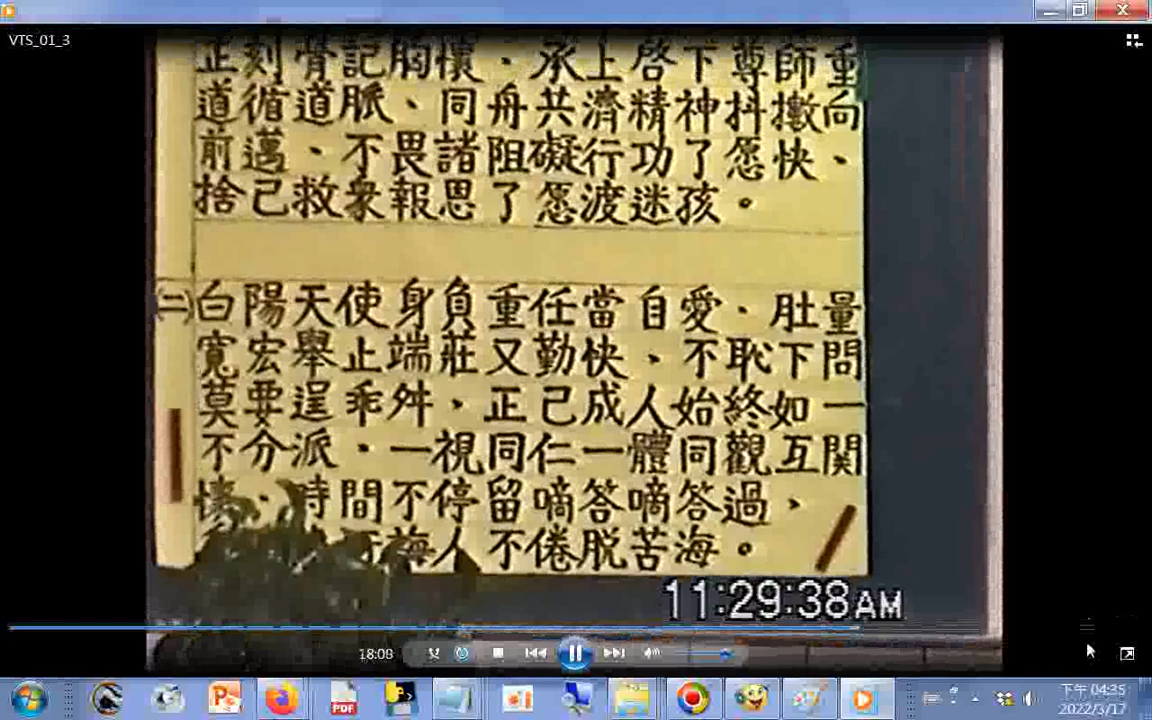 VTS_01_3
正刻骨記胸懷、承上啓下尊師重
道循道脈、同舟共濟精神抖擻向
前邁、不畏諸阻礙行功了愿快、
捨己救衆報恩了愿渡迷孩。
(二)白陽天使身負重任當自愛、肚量
寬宏舉止端莊又勤快、不恥下問
莫要逞乖舛、正己成人始終如一
不分派、一視同仁一體同觀互関
懷、時間不停留嘀答嘀答過、
誨人不倦脱苦海。
11:29:38AM
18:08
PDF
下午 04:35
2022/3/17